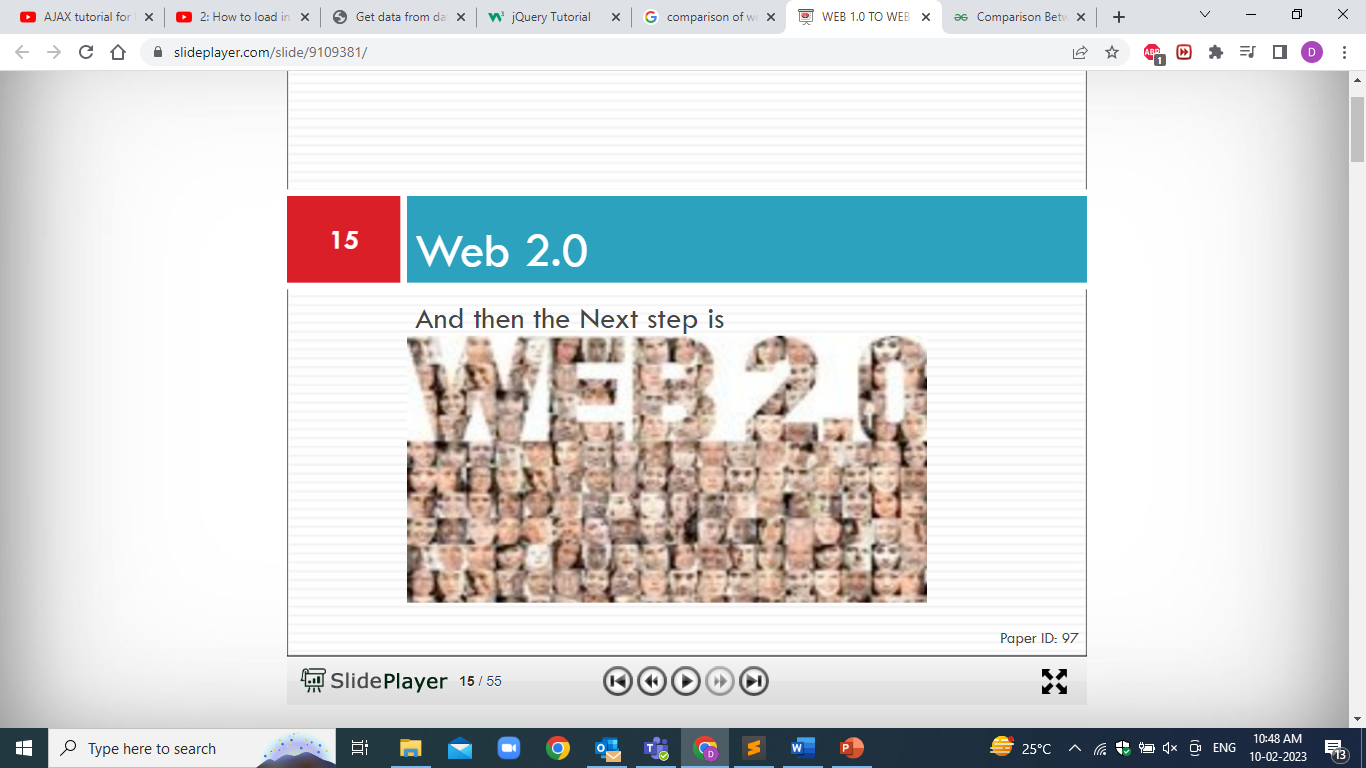 AJAX tutorial for
2: How to load in
Get data from da
jQuery Tutorial
comparison of we
WEB 1.0 TO WEB
Comparison Betw
slideplayer.com/slide/9109381/
ABP
1
D
15
Web 2.0
And then the Next step is
WEB 2.0
Paper ID: 97
SlidePlayer 15 / 55
Type here to search
25°C
ENG
10:48 AM
10-02-2023
13